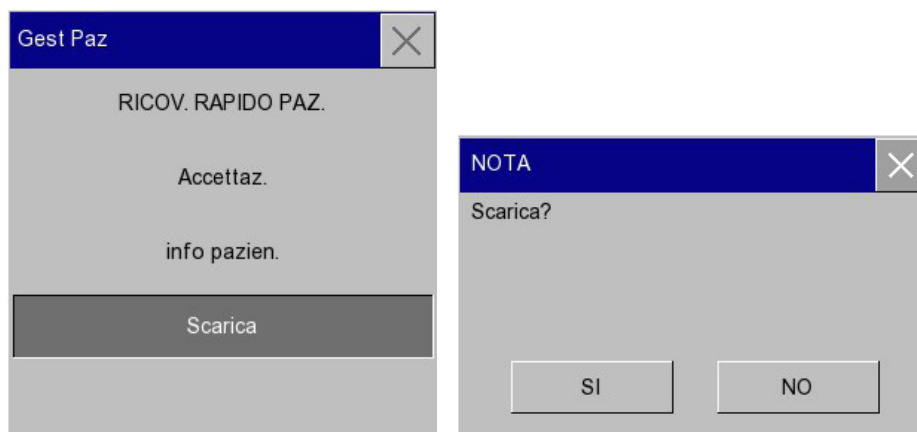 Gest Paz
RICOV. RAPIDO PAZ.
Accettaz.
info pazien.
Scarica
NOTA
Scarica?
SI
NO